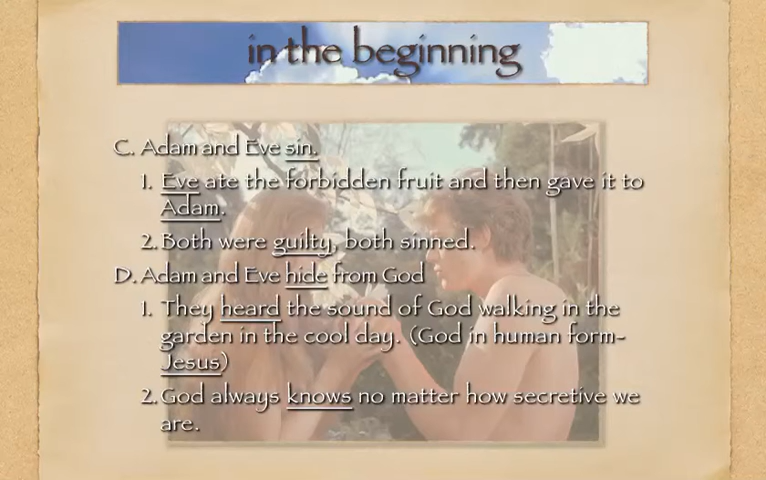 in the beginning
C. Adam and Eve sin.
1. Eve ate the forbidden fruit and then gave it to
Adam.
2. Both were guilty, both sinned.
D. Adam and Eve hide from God
1. They heard the sound of God walking in the
garden in the cool day. (God in human form-
Jesus)
2. God always knows no matter how secretive we
are.